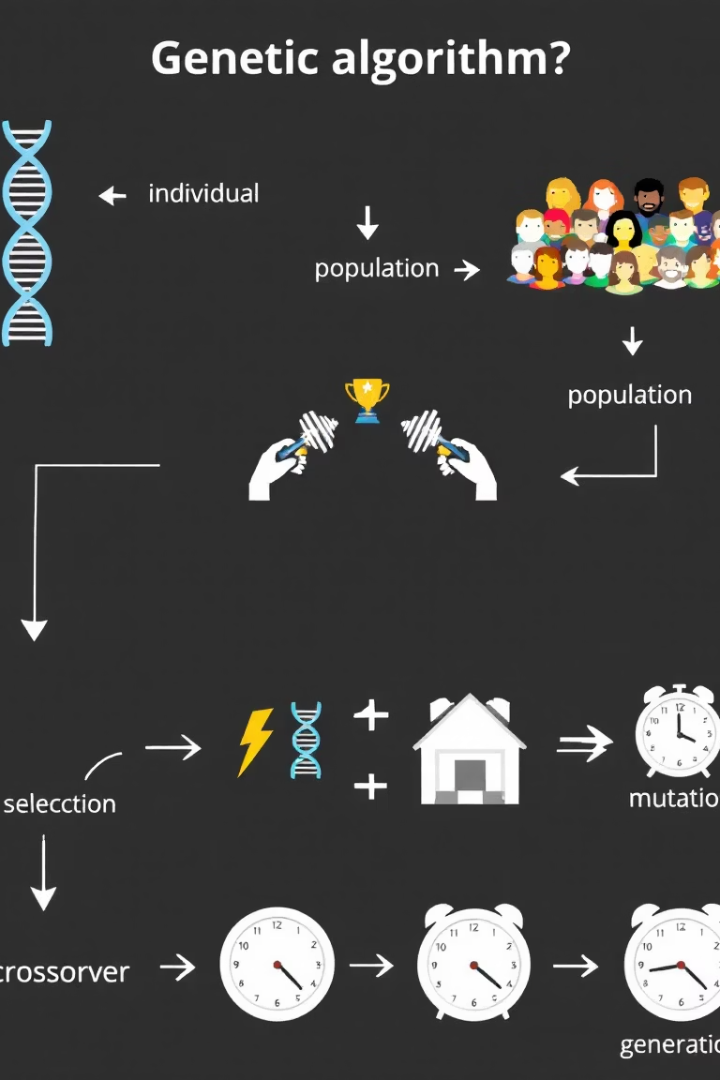 Genetic algorithm?
individual
population
population
selecction
mutatio
crossorver
generatio